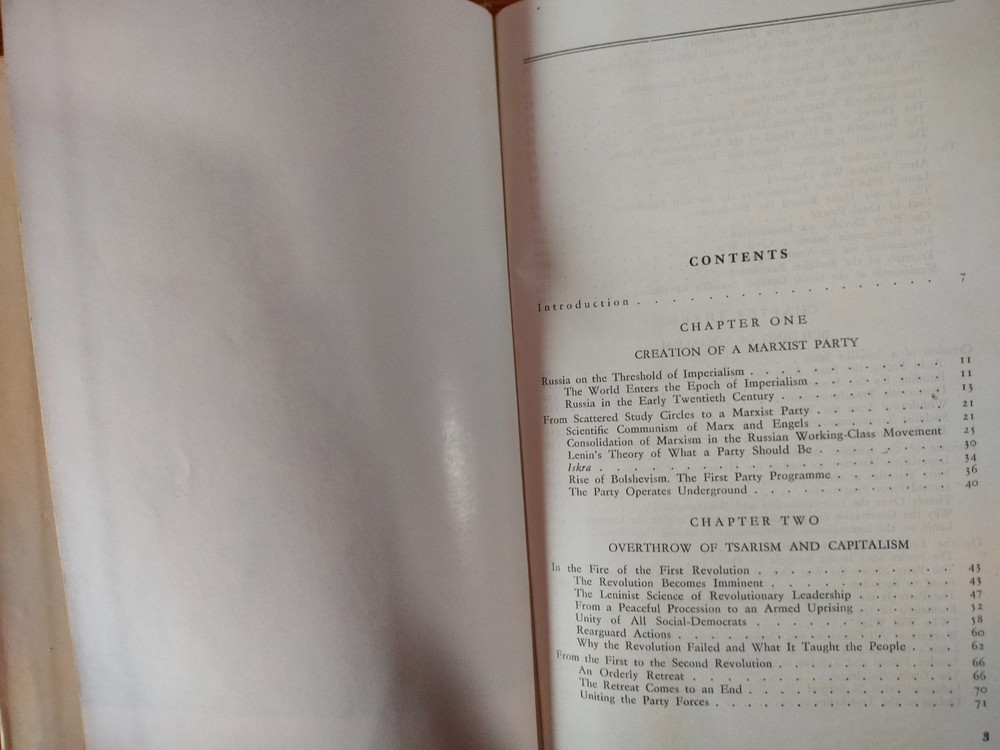 CONTENTS
Introduction . . . . . . . . . . . . . . . . . 7
CHAPTER ONE
CREATION OF A MARXIST PARTY
Russia on the Threshold of Imperialism . . . . . . . . . . . . 11
The World Enters the Epoch of Imperialism . . . . . . . . 11
Russia in the Early Twentieth Century . . . . . . . . . . 13
From Scattered Study Circles to a Marxist Party . . . . . . . . 21
Scientific Communism of Marx and Engels . . . . . . . . 21
Consolidation of Marxism in the Russian Working-Class Movement 25
Lenin's Theory of What a Party Should Be . . . . . . . . 30
Iskra . . . . . . . . . . . . . . . . . . . . 34
Rise of Bolshevism. The First Party Programme . . . . . . . 36
The Party Operates Underground . . . . . . . . . . . . 40
CHAPTER TWO
OVERTHROW OF TSARISM AND CAPITALISM
In the Fire of the First Revolution . . . . . . . . . . . . 43
The Revolution Becomes Imminent . . . . . . . . . . . 43
The Leninist Science of Revolutionary Leadership . . . . . . 47
From a Peaceful Procession to an Armed Uprising . . . . . . 52
Unity of All Social-Democrats . . . . . . . . . . . . 58
Rearguard Actions . . . . . . . . . . . . . . . . 60
Why the Revolution Failed and What It Taught the People . . . 62
From the First to the Second Revolution . . . . . . . . . . 66
An Orderly Retreat . . . . . . . . . . . . . . . . 66
The Retreat Comes to an End . . . . . . . . . . . . . 70
Uniting the Party Forces . . . . . . . . . . . . . . 71
3